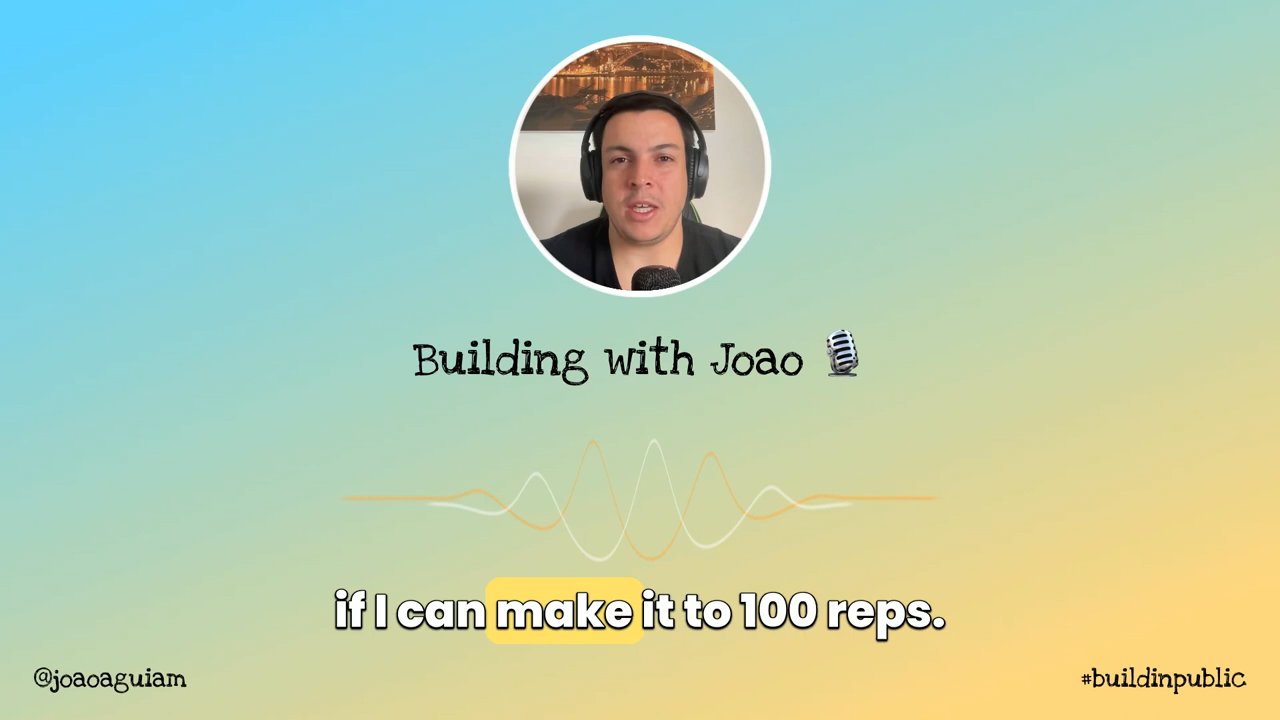 Building with Joao 🎙️
if I can make it to 100 reps.
@joaoaguiam
#buildinpublic